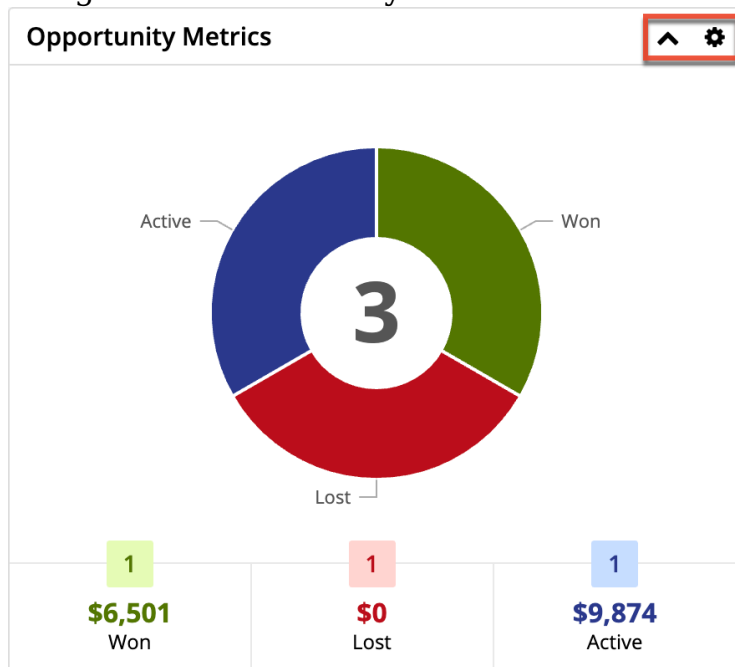 Opportunity Metrics
Active
Won
3
Lost
1
1
1
$6,501
$0
$9,874
Won
Lost
Active